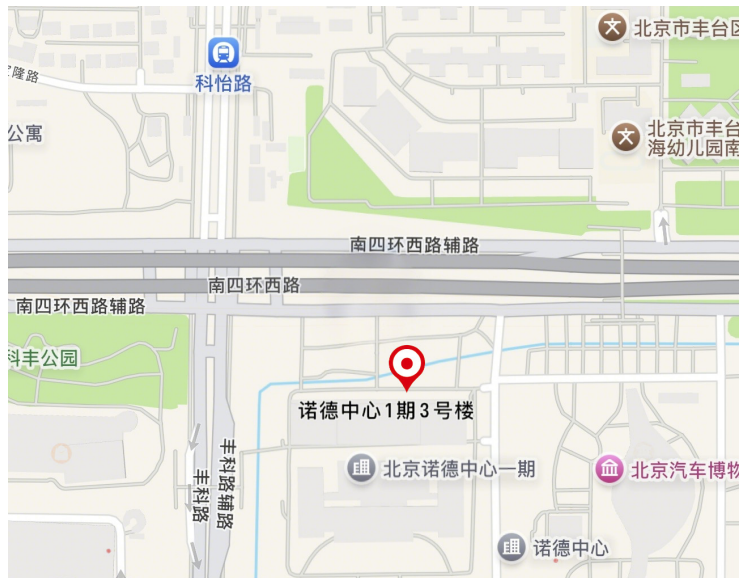 北京市丰台区
科怡路
隆路
公寓
北京市丰台
海幼儿园南
南四环西路辅路
南四环西路
南四环西路辅路
科丰公园
诺德中心1期3号楼
丰科路辅路
丰科路
北京诺德中心一期
北京汽车博物
诺德中心